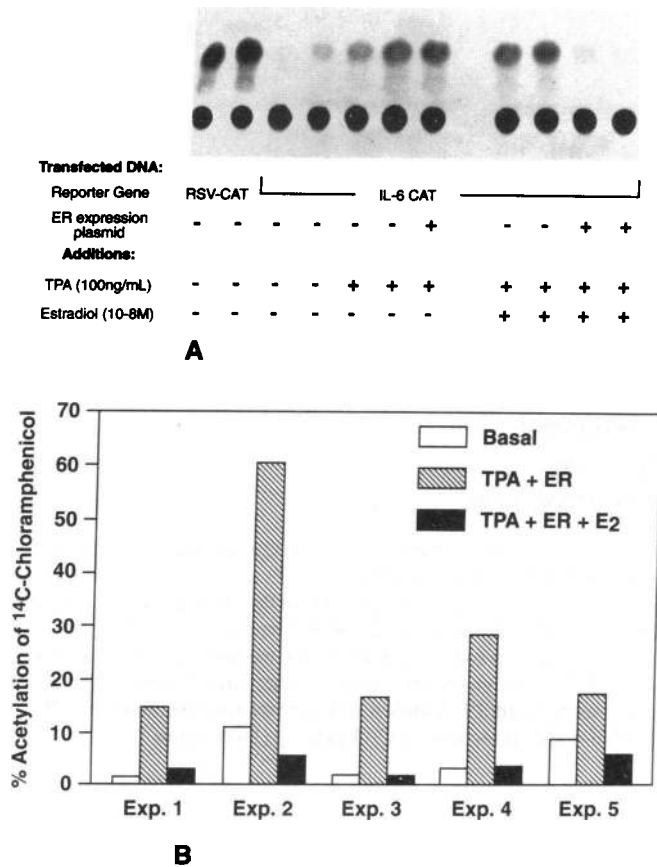 Transfected DNA:
Reporter Gene RSV-CAT IL-6 CAT
ER expression plasmid - - - - - - + - - + +
Additions:
TPA (100ng/mL) - - - - + + + + + + +
Estradiol (10-8M) - - - - - - - + + + +
A
% Acetylation of ¹⁴C-Chloramphenicol
70
60
50
40
30
20
10
0
Basal
TPA + ER
TPA + ER + E₂
Exp. 1 Exp. 2 Exp. 3 Exp. 4 Exp. 5
B